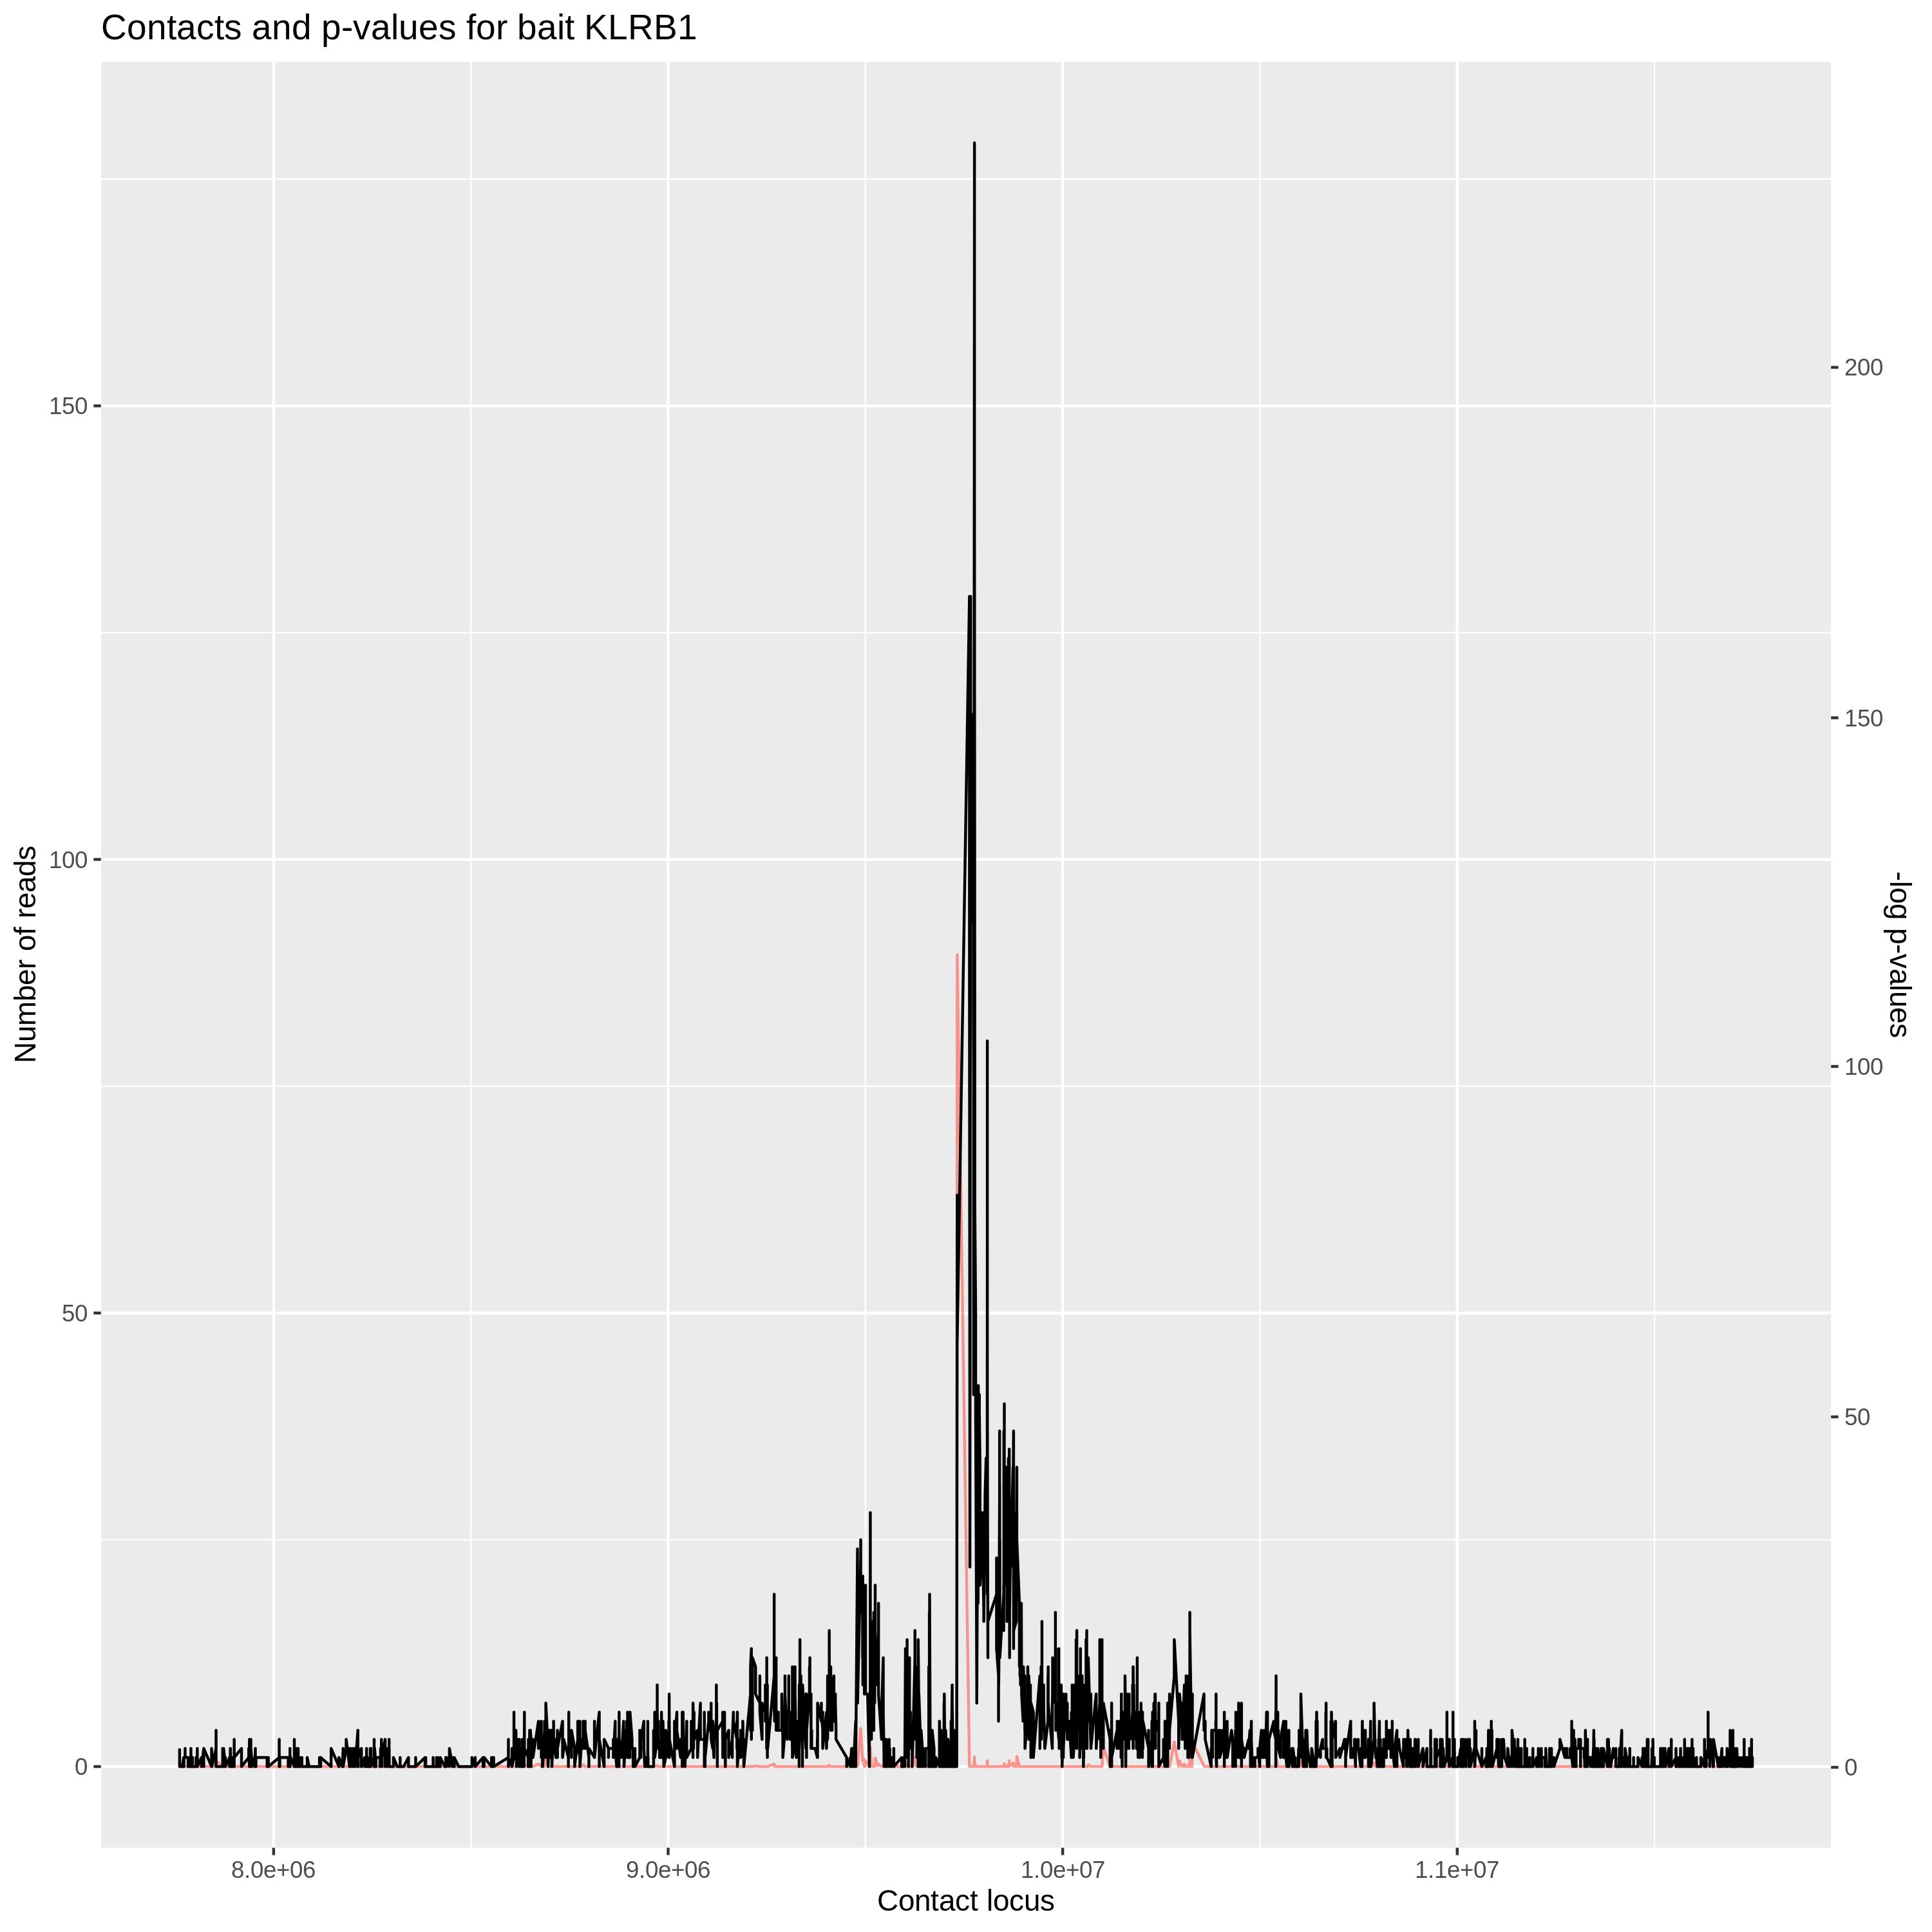 Contacts and p-values for bait KLRB1
Number of reads
150
100
50
0
200
150
100
50
0
-log p-values
8.0e+06
9.0e+06
1.0e+07
1.1e+07
Contact locus